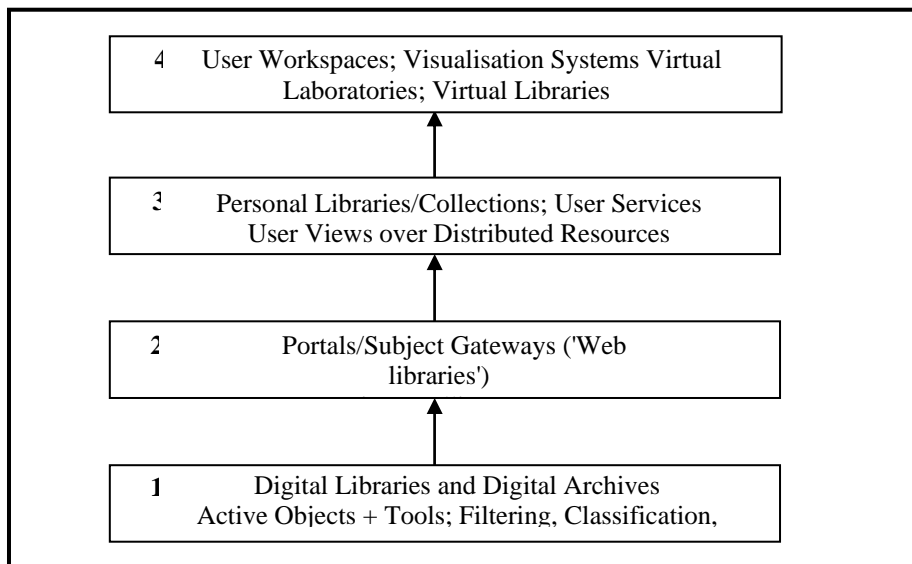 4 User Workspaces; Visualisation Systems Virtual
Laboratories; Virtual Libraries
3 Personal Libraries/Collections; User Services
User Views over Distributed Resources
2 Portals/Subject Gateways ('Web
libraries')
1 Digital Libraries and Digital Archives
Active Objects + Tools; Filtering, Classification,